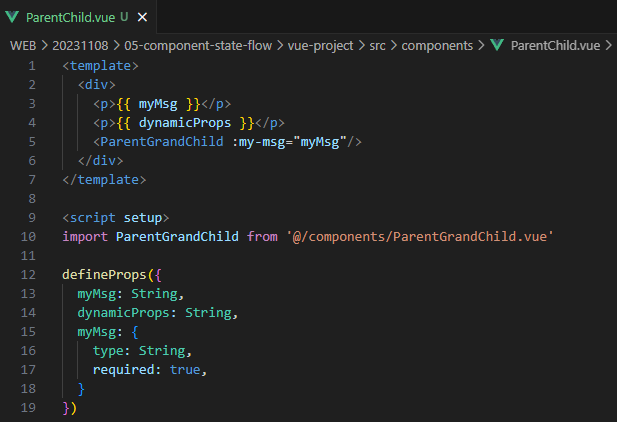 ParentChild.vue U ×
WEB > 20231108 > 05-component-state-flow > vue-project > src > components > ParentChild.vue >
1 <template>
2   <div>
3     <p>{{ myMsg }}</p>
4     <p>{{ dynamicProps }}</p>
5     <ParentGrandChild :my-msg="myMsg"/>
6   </div>
7 </template>
8
9 <script setup>
10 import ParentGrandChild from '@/components/ParentGrandChild.vue'
11
12 defineProps({
13   myMsg: String,
14   dynamicProps: String,
15   myMsg: {
16     type: String,
17     required: true,
18   }
19 })